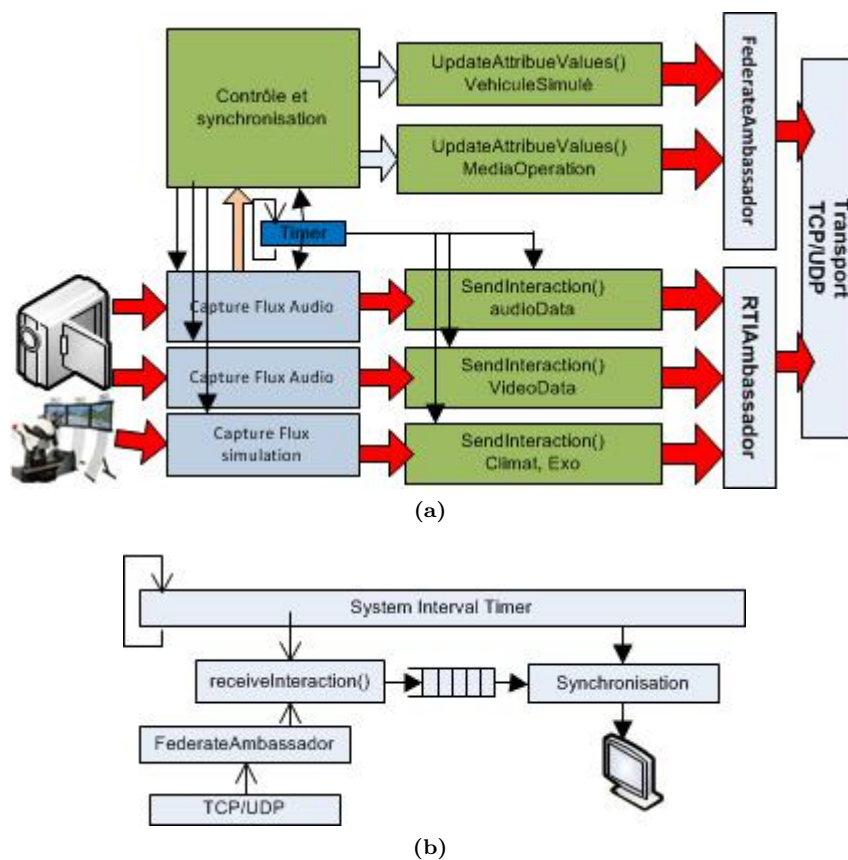 Contrôle et
synchronisation
UpdateAttribueValues()
VehiculeSimulé
UpdateAttribueValues()
MediaOperation
FederateAmbassador
Transport
TCP/UDP
Timer
Capture Flux Audio
SendInteraction()
audioData
RTIAmbassador
Capture Flux Audio
SendInteraction()
VideoData
Capture Flux
simulation
SendInteraction()
Climat, Exo
(a)
System Interval Timer
receiveInteraction()
Synchronisation
FederateAmbassador
TCP/UDP
(b)